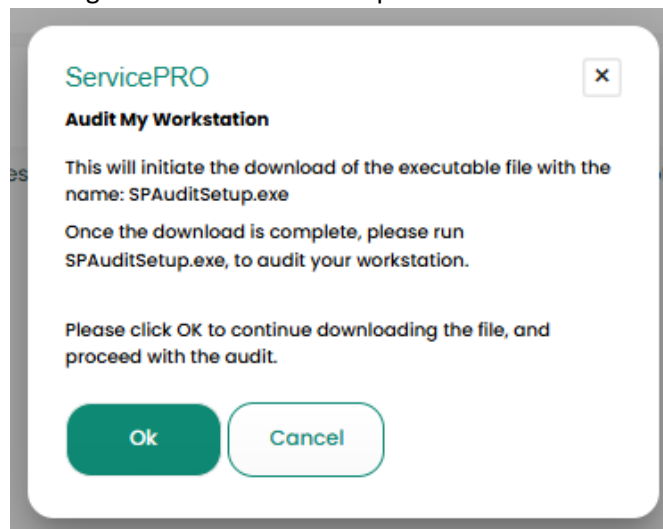 ServicePRO
Audit My Workstation
This will initiate the download of the executable file with the
name: SPAuditSetup.exe
Once the download is complete, please run
SPAuditSetup.exe, to audit your workstation.
Please click OK to continue downloading the file, and
proceed with the audit.
Ok
Cancel